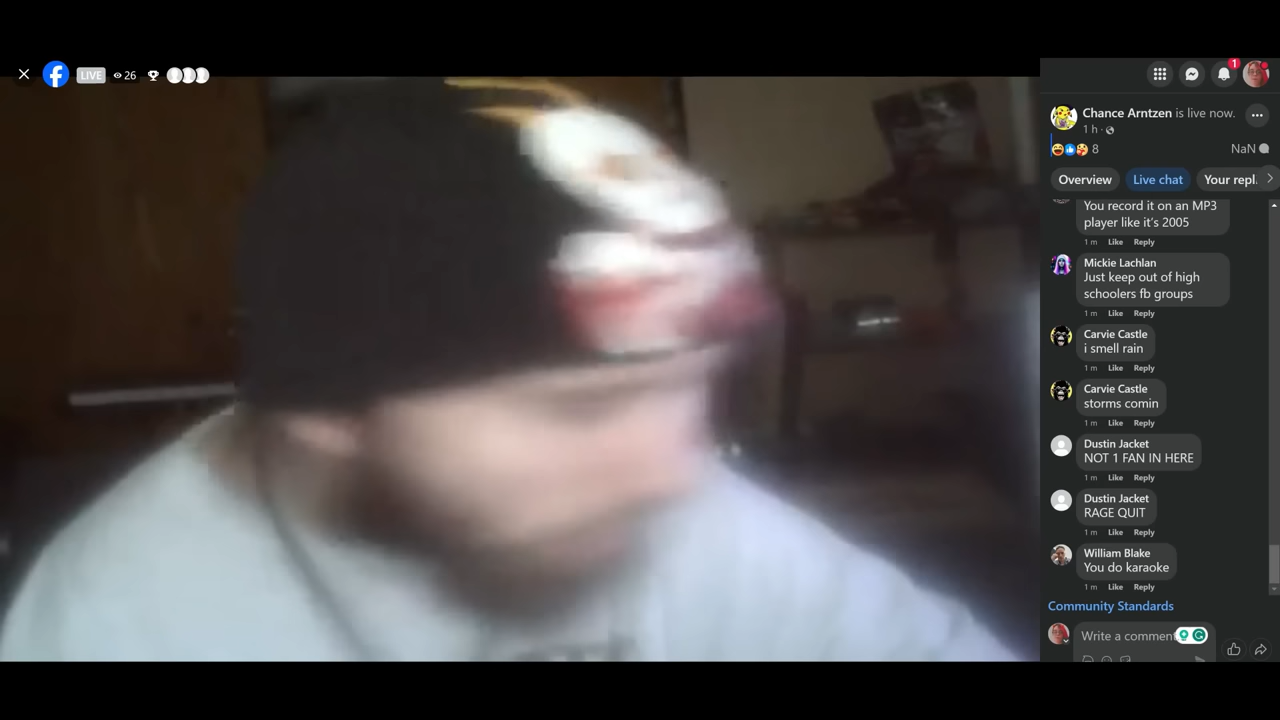 LIVE 26
1
Chance Arntzen is live now.
1 h ·
8
NaN
Overview
Live chat
Your repl.
You record it on an MP3
player like it's 2005
1 m Like Reply
Mickie Lachlan
Just keep out of high
schoolers fb groups
1 m Like Reply
Carvie Castle
i smell rain
1 m Like Reply
Carvie Castle
storms comin
1 m Like Reply
Dustin Jacket
NOT 1 FAN IN HERE
1 m Like Reply
Dustin Jacket
RAGE QUIT
1 m Like Reply
William Blake
You do karaoke
1 m Like Reply
Community Standards
Write a comment